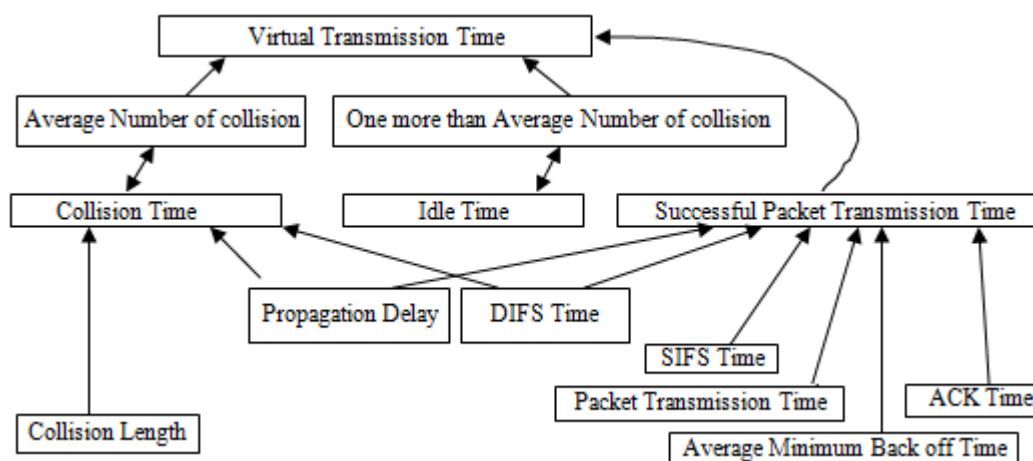 Virtual Transmission Time
Average Number of collision
One more than Average Number of collision
Collision Time
Idle Time
Successful Packet Transmission Time
Propagation Delay
DIFS Time
SIFS Time
Packet Transmission Time
ACK Time
Collision Length
Average Minimum Back off Time